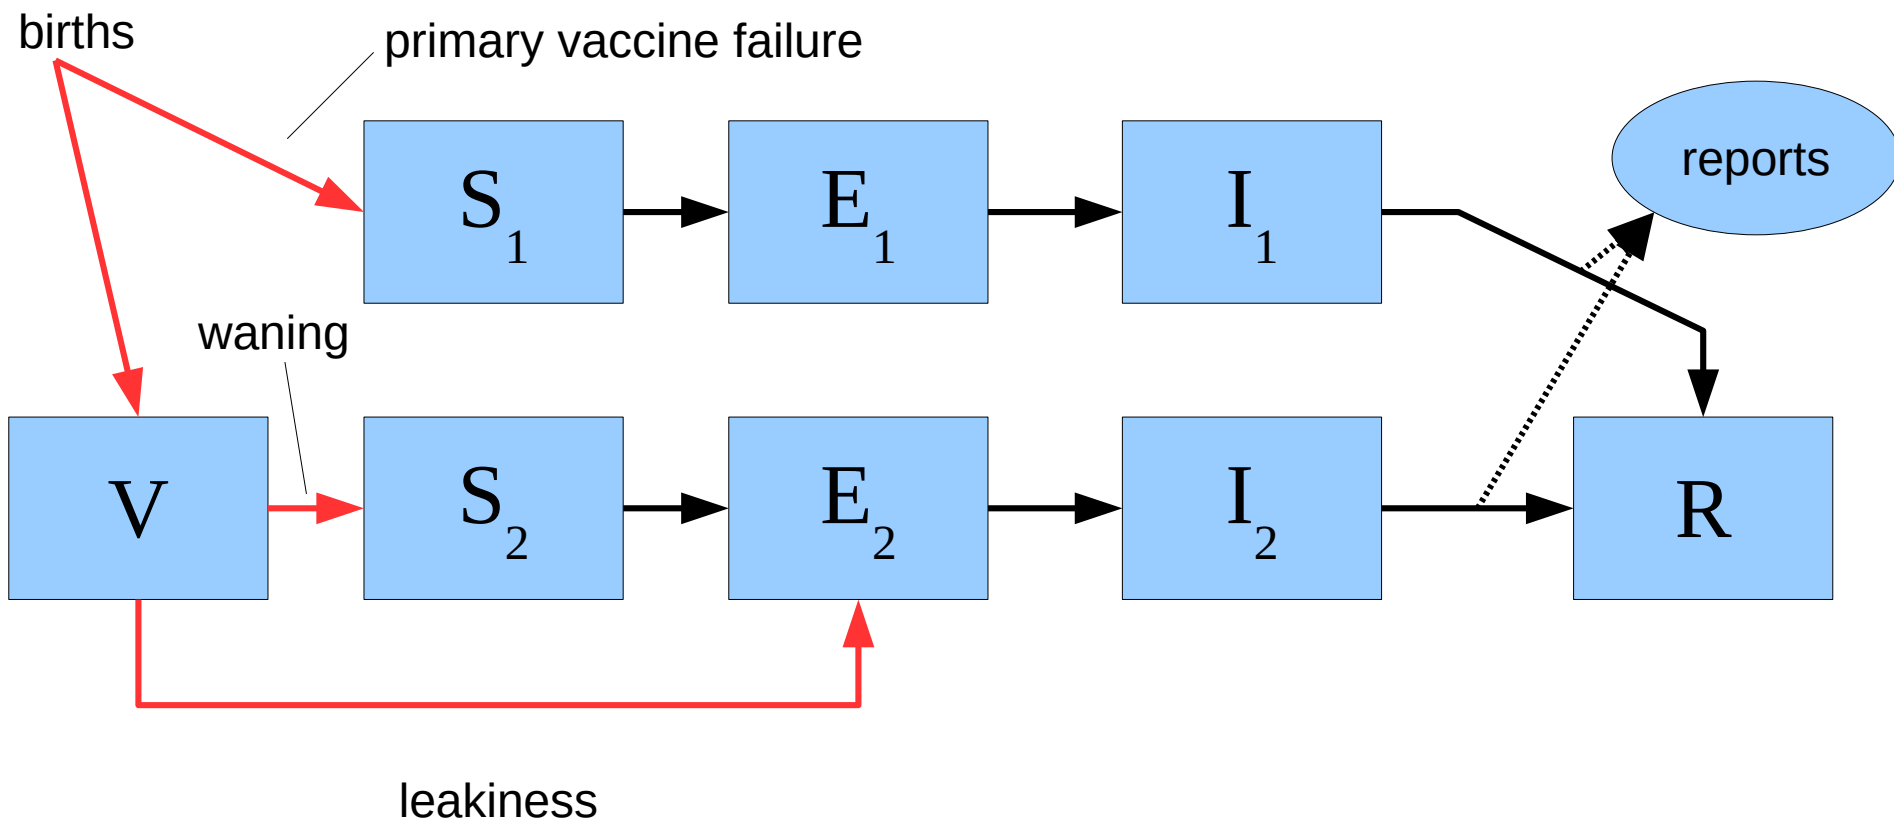 births
primary vaccine failure
reports
S1
E1
I1
waning
V
S2
E2
I2
R
leakiness